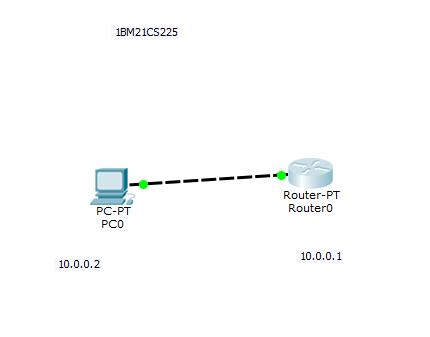 1BM21CS225
PC-PT
PC0
Router-PT
Router0
10.0.0.2
10.0.0.1